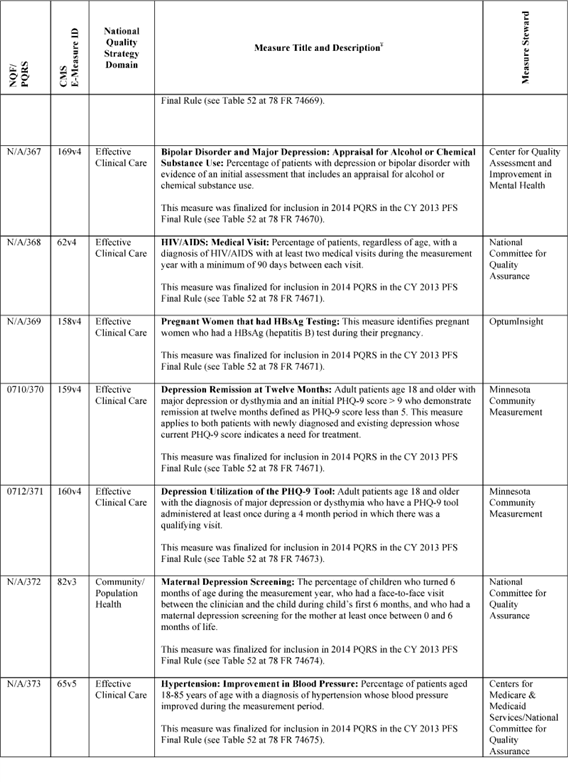 NQF/
PQRS
CMS
E-Measure ID
National
Quality
Strategy
Domain
Measure Title and Description¥
Measure Steward
Final Rule (see Table 52 at 78 FR 74669).
N/A/367
169v4
Effective
Clinical Care
Bipolar Disorder and Major Depression: Appraisal for Alcohol or Chemical
Substance Use: Percentage of patients with depression or bipolar disorder with
evidence of an initial assessment that includes an appraisal for alcohol or
chemical substance use.
This measure was finalized for inclusion in 2014 PQRS in the CY 2013 PFS
Final Rule (see Table 52 at 78 FR 74670).
Center for Quality
Assessment and
Improvement in
Mental Health
N/A/368
62v4
Effective
Clinical Care
HIV/AIDS: Medical Visit: Percentage of patients, regardless of age, with a
diagnosis of HIV/AIDS with at least two medical visits during the measurement
year with a minimum of 90 days between each visit.
This measure was finalized for inclusion in 2014 PQRS in the CY 2013 PFS
Final Rule (see Table 52 at 78 FR 74671).
National
Committee for
Quality
Assurance
N/A/369
158v4
Effective
Clinical Care
Pregnant Women that had HBsAg Testing: This measure identifies pregnant
women who had a HBsAg (hepatitis B) test during their pregnancy.
This measure was finalized for inclusion in 2014 PQRS in the CY 2013 PFS
Final Rule (see Table 52 at 78 FR 74671).
OptumInsight
0710/370
159v4
Effective
Clinical Care
Depression Remission at Twelve Months: Adult patients age 18 and older with
major depression or dysthymia and an initial PHQ-9 score > 9 who demonstrate
remission at twelve months defined as PHQ-9 score less than 5. This measure
applies to both patients with newly diagnosed and existing depression whose
current PHQ-9 score indicates a need for treatment.
This measure was finalized for inclusion in 2014 PQRS in the CY 2013 PFS
Final Rule (see Table 52 at 78 FR 74671).
Minnesota
Community
Measurement
0712/371
160v4
Effective
Clinical Care
Depression Utilization of the PHQ-9 Tool: Adult patients age 18 and older
with the diagnosis of major depression or dysthymia who have a PHQ-9 tool
administered at least once during a 4 month period in which there was a
qualifying visit.
This measure was finalized for inclusion in 2014 PQRS in the CY 2013 PFS
Final Rule (see Table 52 at 78 FR 74673).
Minnesota
Community
Measurement
N/A/372
82v3
Community/
Population
Health
Maternal Depression Screening: The percentage of children who turned 6
months of age during the measurement year, who had a face-to-face visit
between the clinician and the child during child's first 6 months, and who had a
maternal depression screening for the mother at least once between 0 and 6
months of life.
This measure was finalized for inclusion in 2014 PQRS in the CY 2013 PFS
Final Rule (see Table 52 at 78 FR 74674).
National
Committee for
Quality
Assurance
N/A/373
65v5
Effective
Clinical Care
Hypertension: Improvement in Blood Pressure: Percentage of patients aged
18-85 years of age with a diagnosis of hypertension whose blood pressure
improved during the measurement period.
This measure was finalized for inclusion in 2014 PQRS in the CY 2013 PFS
Final Rule (see Table 52 at 78 FR 74675).
Centers for
Medicare &
Medicaid
Services/National
Committee for
Quality
Assurance